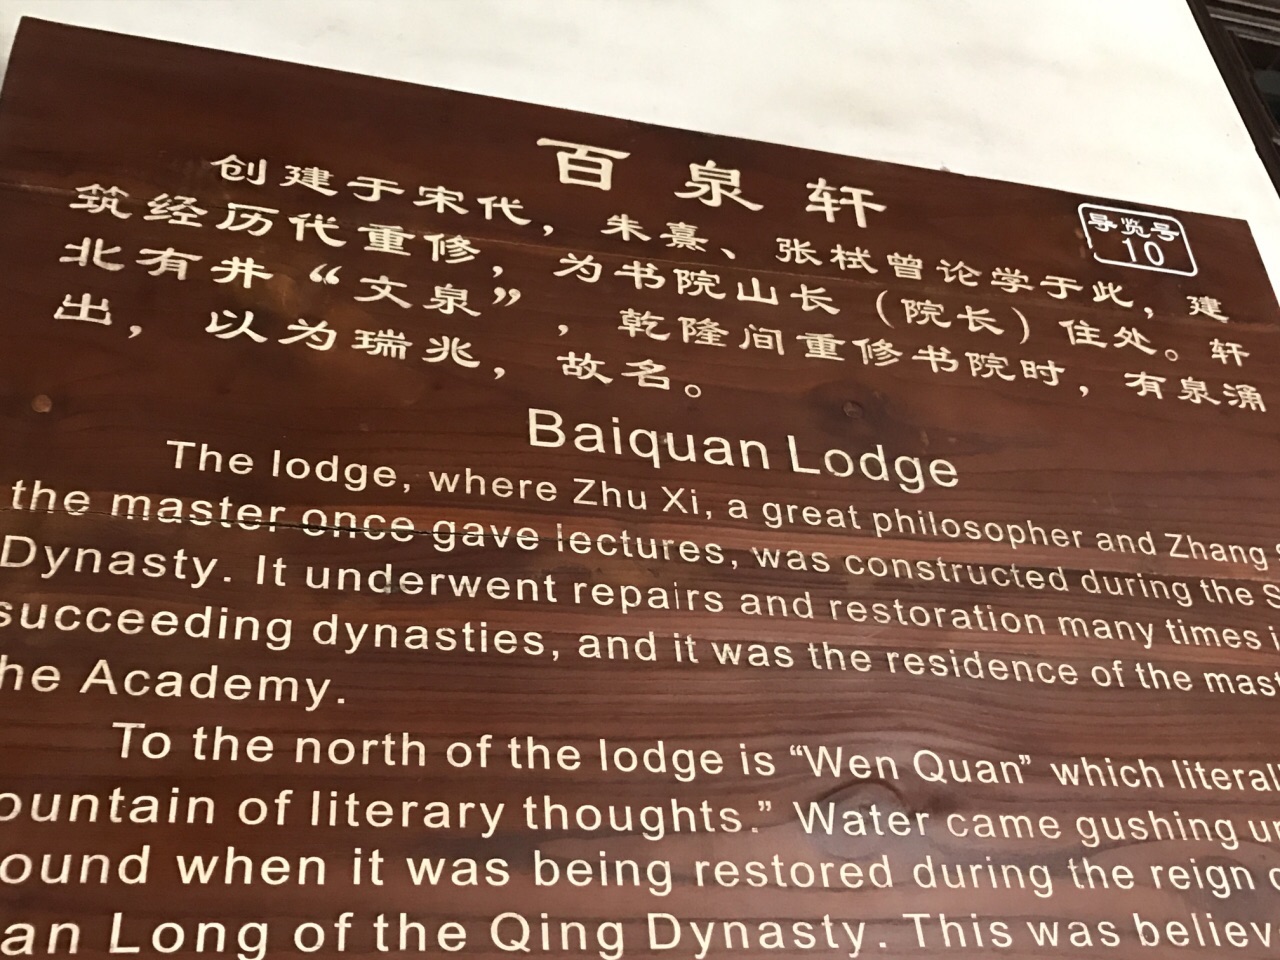 百泉轩
导览号
10
创建于宋代，朱熹、张栻曾论学于此，建
筑经历代重修，为书院山长（院长）住处。轩
北有井“文泉”，乾隆间重修书院时，有泉涌
出，以为瑞兆，故名。
Baiquan Lodge
The lodge, where Zhu Xi, a great philosopher and Zhang
the master once gave lectures, was constructed during the S
Dynasty. It underwent repairs and restoration many times i
succeeding dynasties, and it was the residence of the mast
he Academy.
To the north of the lodge is “Wen Quan” which literall
ountain of literary thoughts.” Water came gushing
ound when it was being restored during the reign
an Long of the Qing Dynasty. This was believ